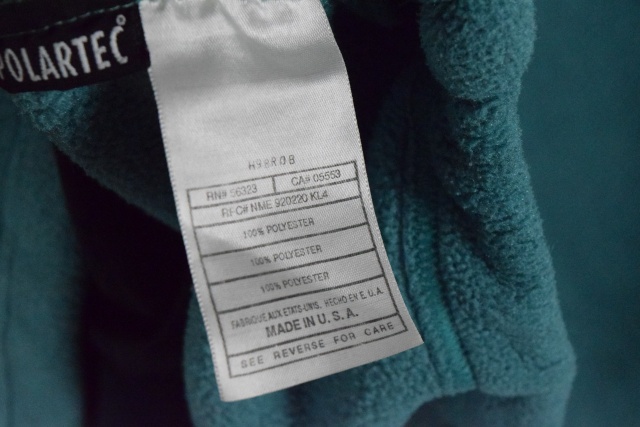 POLARTEC
H98R0B
RN# 56323 CA# 05553
RFC# NME 920220 KL4
100% POLYESTER
100% POLYESTER
100% POLYESTER
FABRIQUE AUX ETATS-UNIS. HECHO EN E.U.A.
MADE IN U.S.A.
SEE REVERSE FOR CARE